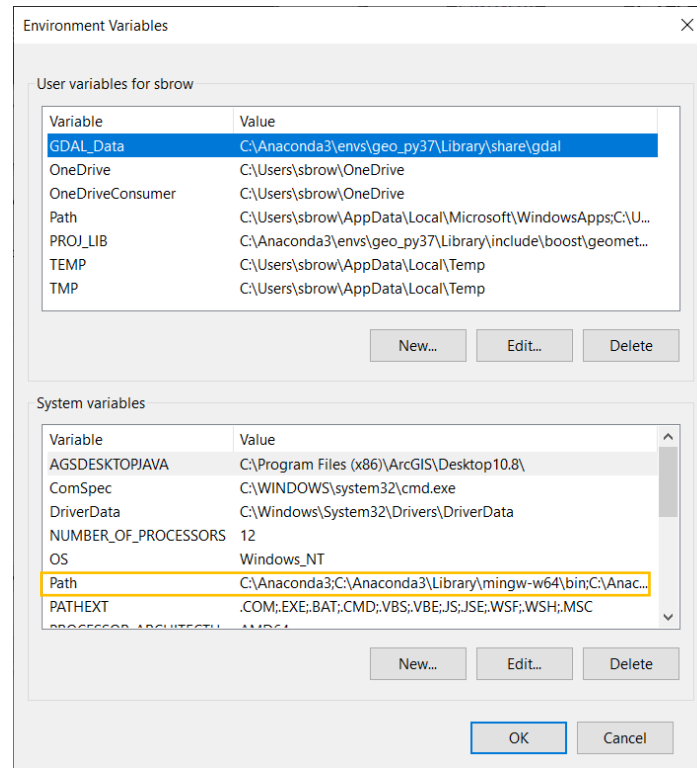 Environment Variables
User variables for sbrow
Variable Value
GDAL_Data C:\Anaconda3\envs\geo_py37\Library\share\gdal
OneDrive C:\Users\sbrow\OneDrive
OneDriveConsumer C:\Users\sbrow\OneDrive
Path C:\Users\sbrow\AppData\Local\Microsoft\WindowsApps;C:\U...
PROJ_LIB C:\Anaconda3\envs\geo_py37\Library\include\boost\geomet...
TEMP C:\Users\sbrow\AppData\Local\Temp
TMP C:\Users\sbrow\AppData\Local\Temp
New... Edit... Delete
System variables
Variable Value
AGSDESKTOPJAVA C:\Program Files (x86)\ArcGIS\Desktop10.8\
ComSpec C:\WINDOWS\system32\cmd.exe
DriverData C:\Windows\System32\Drivers\DriverData
NUMBER_OF_PROCESSORS 12
OS Windows_NT
Path C:\Anaconda3;C:\Anaconda3\Library\mingw-w64\bin;C:\Anac...
PATHEXT .COM;.EXE;.BAT;.CMD;.VBS;.VBE;.JS;.JSE;.WSF;.WSH;.MSC
PROCESSOR_ARCHITECTU AMD64
New... Edit... Delete
OK Cancel